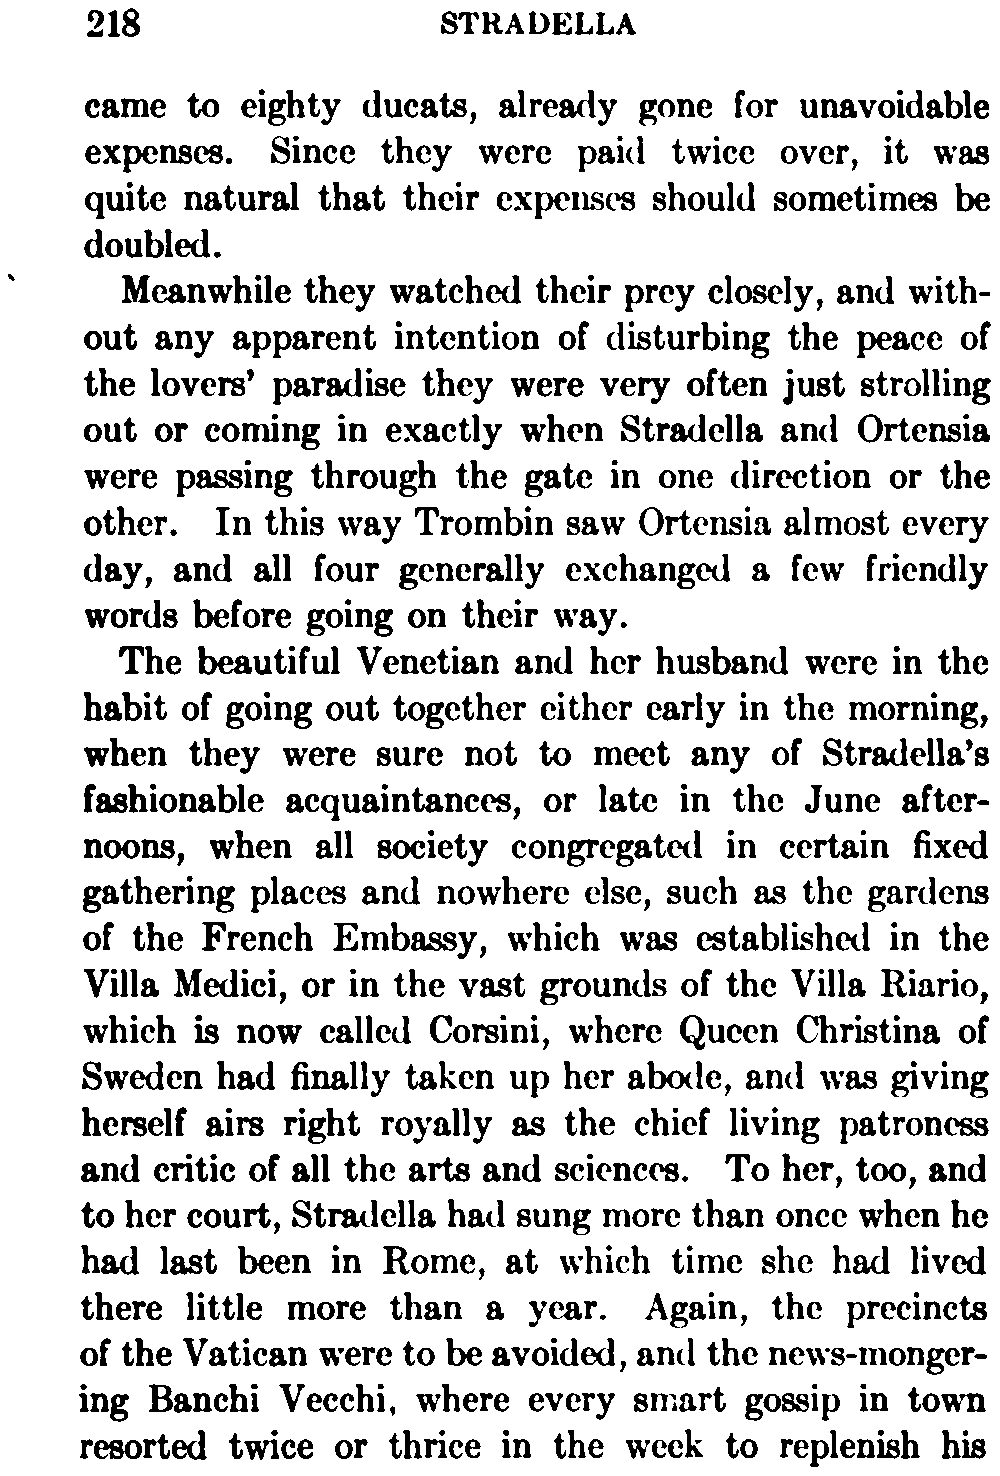 218 STRADELLA
came to eighty ducats, already gone for unavoidable
expenses. Since they were paid twice over, it was
quite natural that their expenses should sometimes be
doubled.
Meanwhile they watched their prey closely, and with-
out any apparent intention of disturbing the peace of
the lovers' paradise they were very often just strolling
out or coming in exactly when Stradella and Ortensia
were passing through the gate in one direction or the
other. In this way Trombin saw Ortensia almost every
day, and all four generally exchanged a few friendly
words before going on their way.
The beautiful Venetian and her husband were in the
habit of going out together either early in the morning,
when they were sure not to meet any of Stradella's
fashionable acquaintances, or late in the June after-
noons, when all society congregated in certain fixed
gathering places and nowhere else, such as the gardens
of the French Embassy, which was established in the
Villa Medici, or in the vast grounds of the Villa Riario,
which is now called Corsini, where Queen Christina of
Sweden had finally taken up her abode, and was giving
herself airs right royally as the chief living patroness
and critic of all the arts and sciences. To her, too, and
to her court, Stradella had sung more than once when he
had last been in Rome, at which time she had lived
there little more than a year. Again, the precincts
of the Vatican were to be avoided, and the news-monger-
ing Banchi Vecchi, where every smart gossip in town
resorted twice or thrice in the week to replenish his